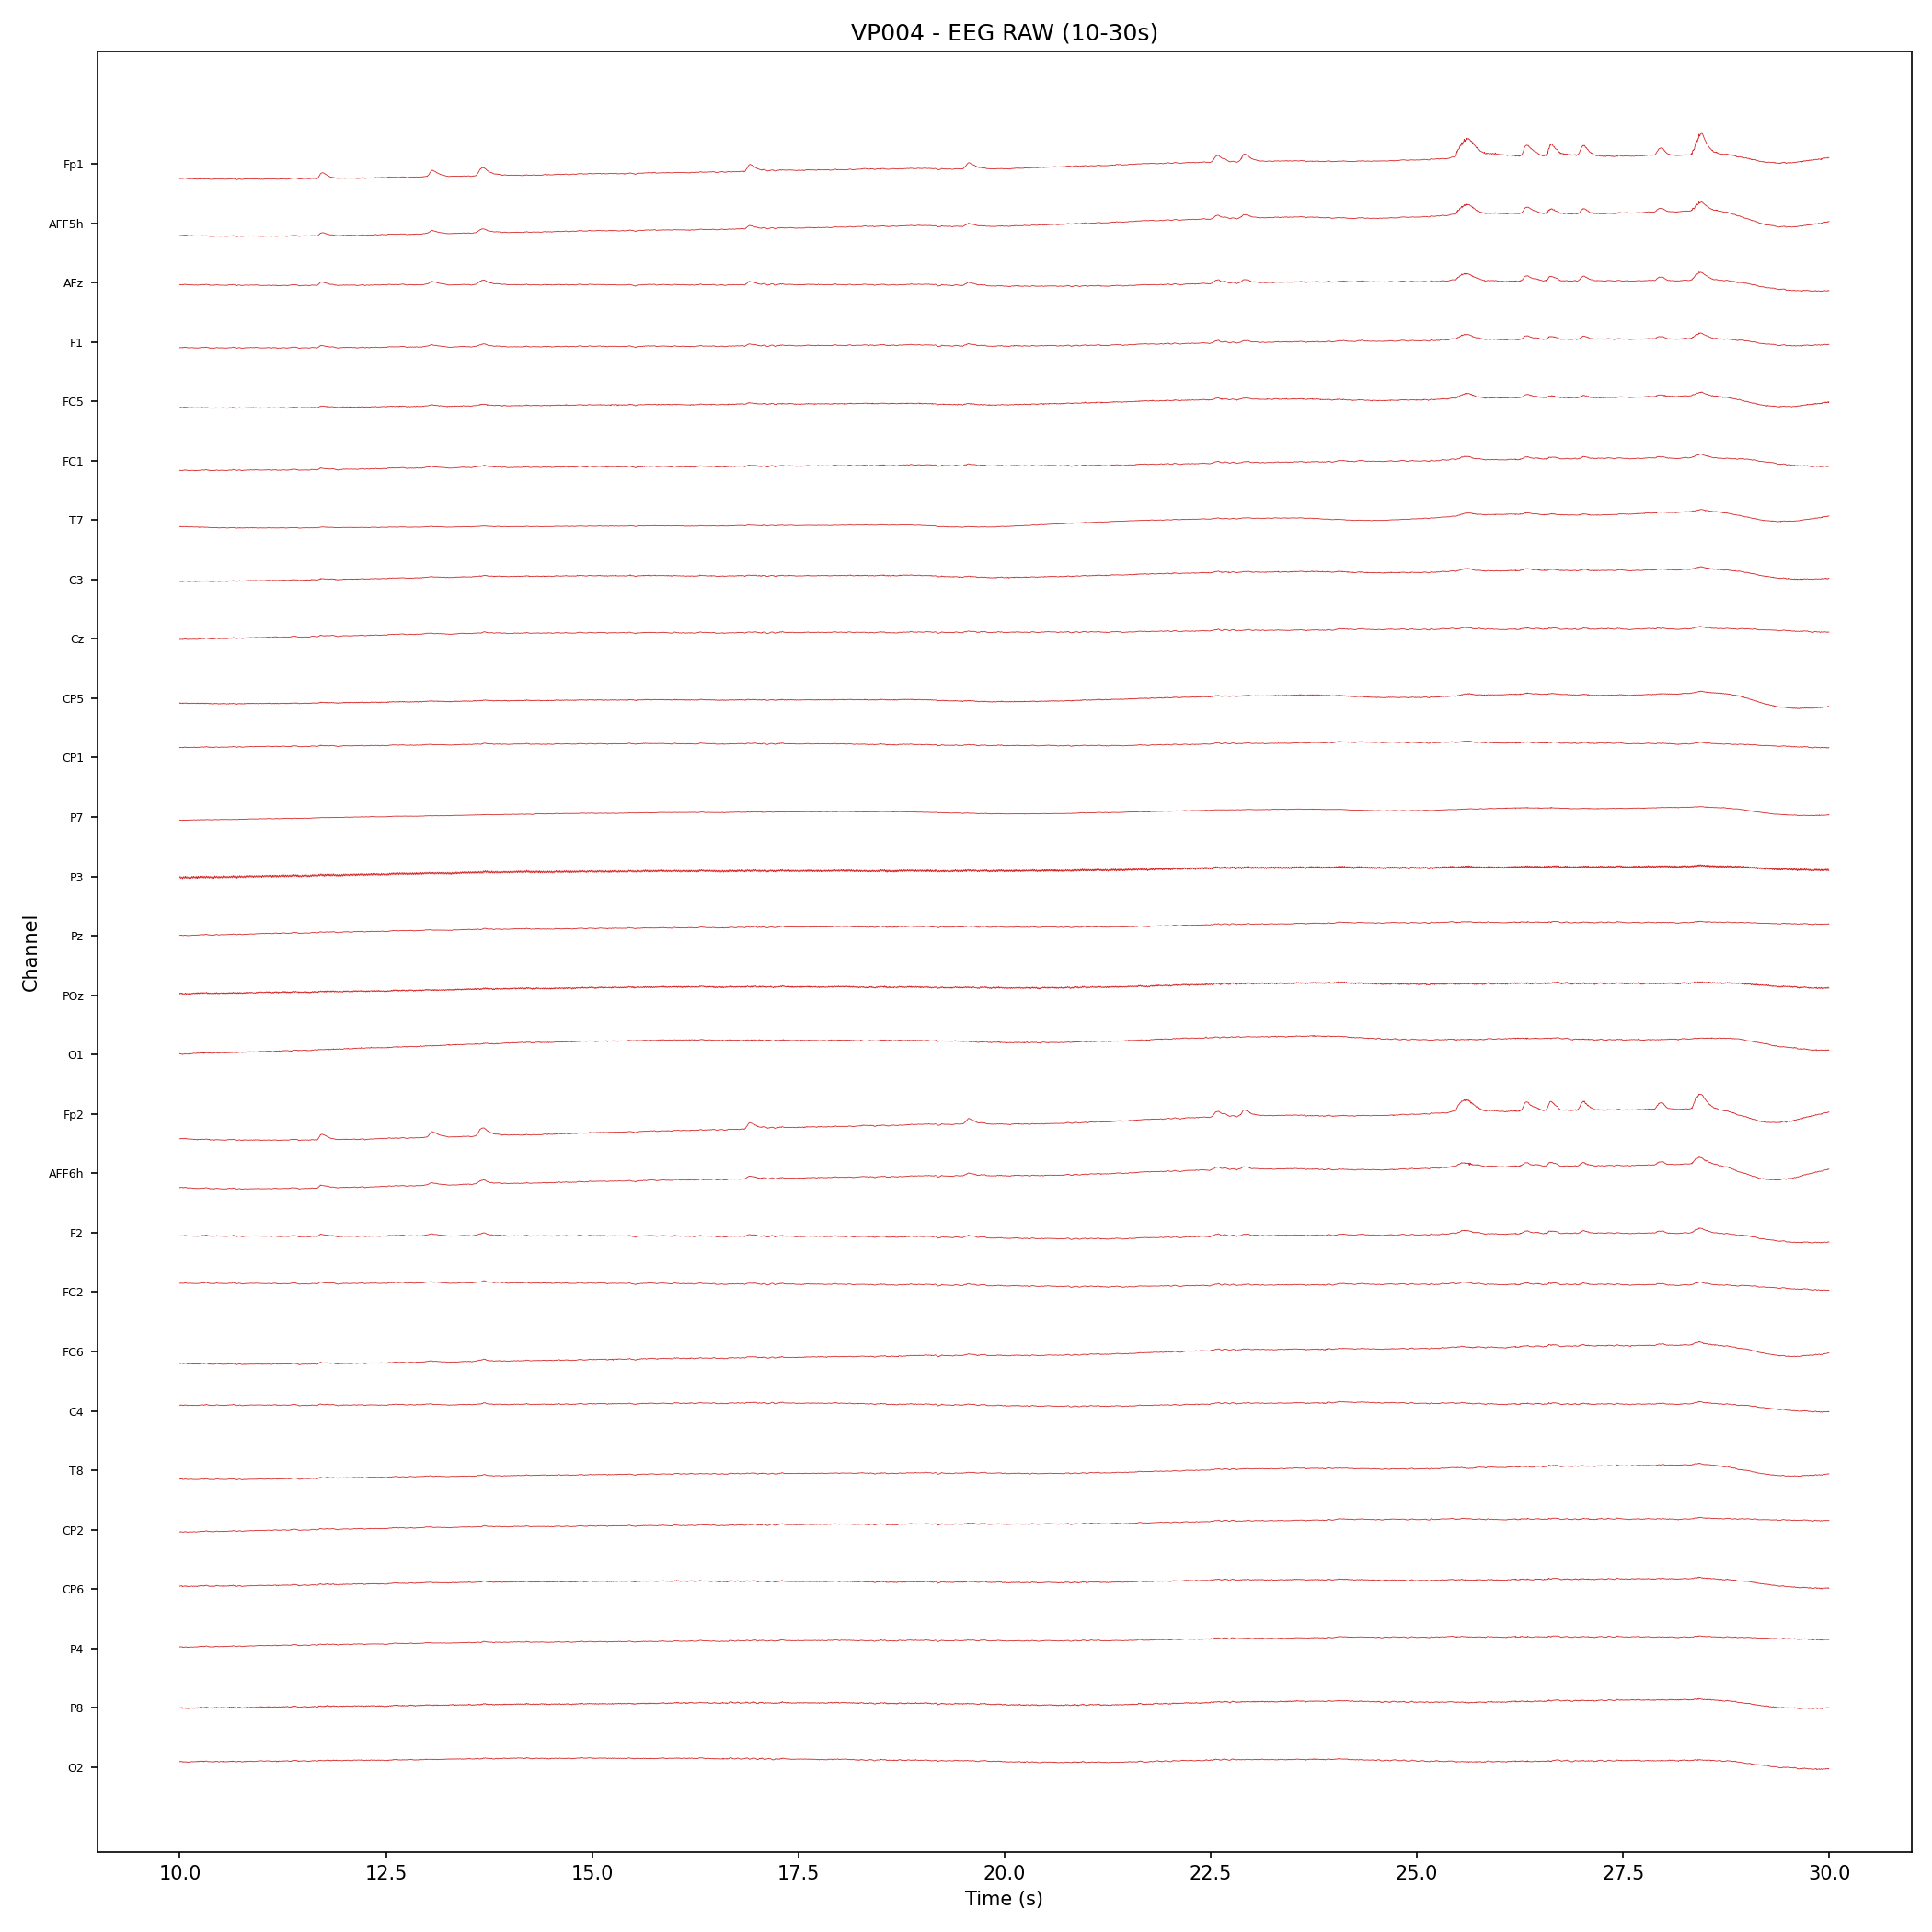 VP004 - EEG RAW (10-30s)
Fp1
AFF5h
AFz
F1
FC5
FC1
T7
C3
Cz
CP5
CP1
P7
P3
Pz
POz
O1
Fp2
AFF6h
F2
FC2
FC6
C4
T8
CP2
CP6
P4
P8
O2
Channel
10.0 12.5 15.0 17.5 20.0 22.5 25.0 27.5 30.0
Time (s)